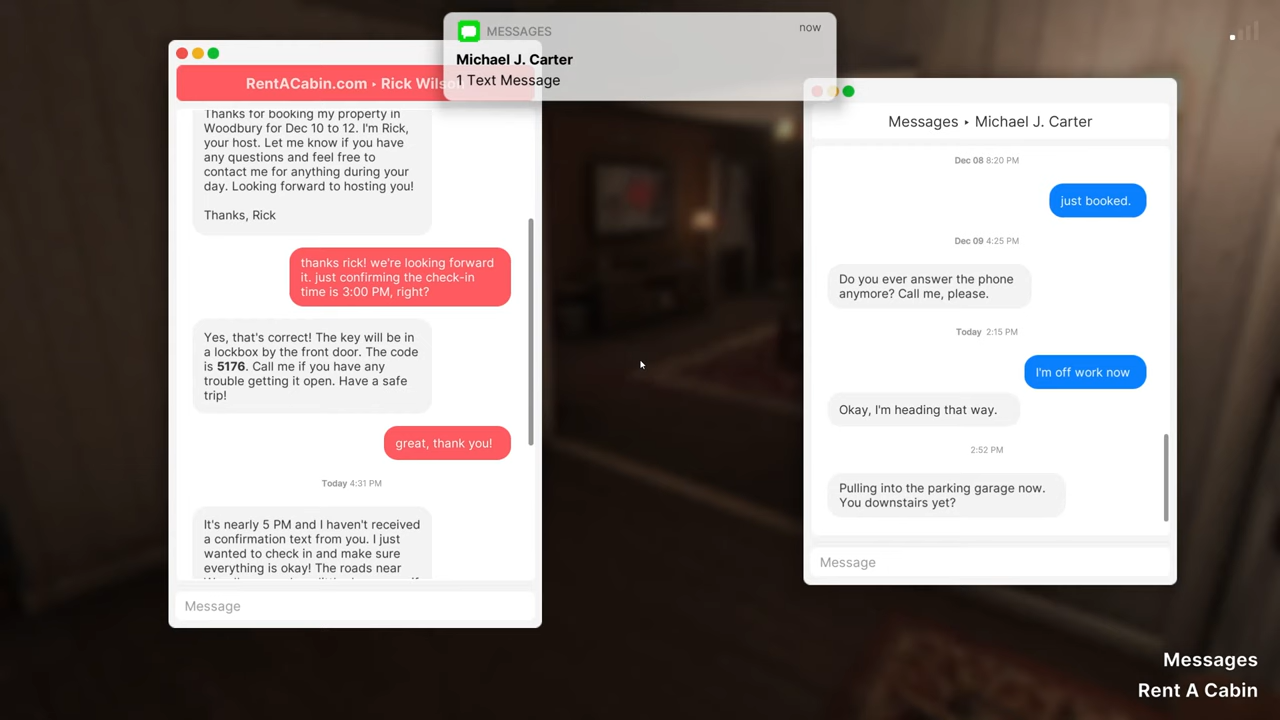 MESSAGES
now
Michael J. Carter
1 Text Message
RentACabin.com ‣ Rick Wilson
Thanks for booking my property in
Woodbury for Dec 10 to 12. I'm Rick,
your host. Let me know if you have
any questions and feel free to
contact me for anything during your
day. Looking forward to hosting you!
Thanks, Rick
thanks rick! we're looking forward
it. just confirming the check-in
time is 3:00 PM, right?
Yes, that's correct! The key will be in
a lockbox by the front door. The code
is 5176. Call me if you have any
trouble getting it open. Have a safe
trip!
great, thank you!
Today 4:31 PM
It's nearly 5 PM and I haven't received
a confirmation text from you. I just
wanted to check in and make sure
everything is okay! The roads near
Message
Messages ‣ Michael J. Carter
Dec 08 8:20 PM
just booked.
Dec 09 4:25 PM
Do you ever answer the phone
anymore? Call me, please.
Today 2:15 PM
I'm off work now
Okay, I'm heading that way.
2:52 PM
Pulling into the parking garage now.
You downstairs yet?
Message
Messages
Rent A Cabin